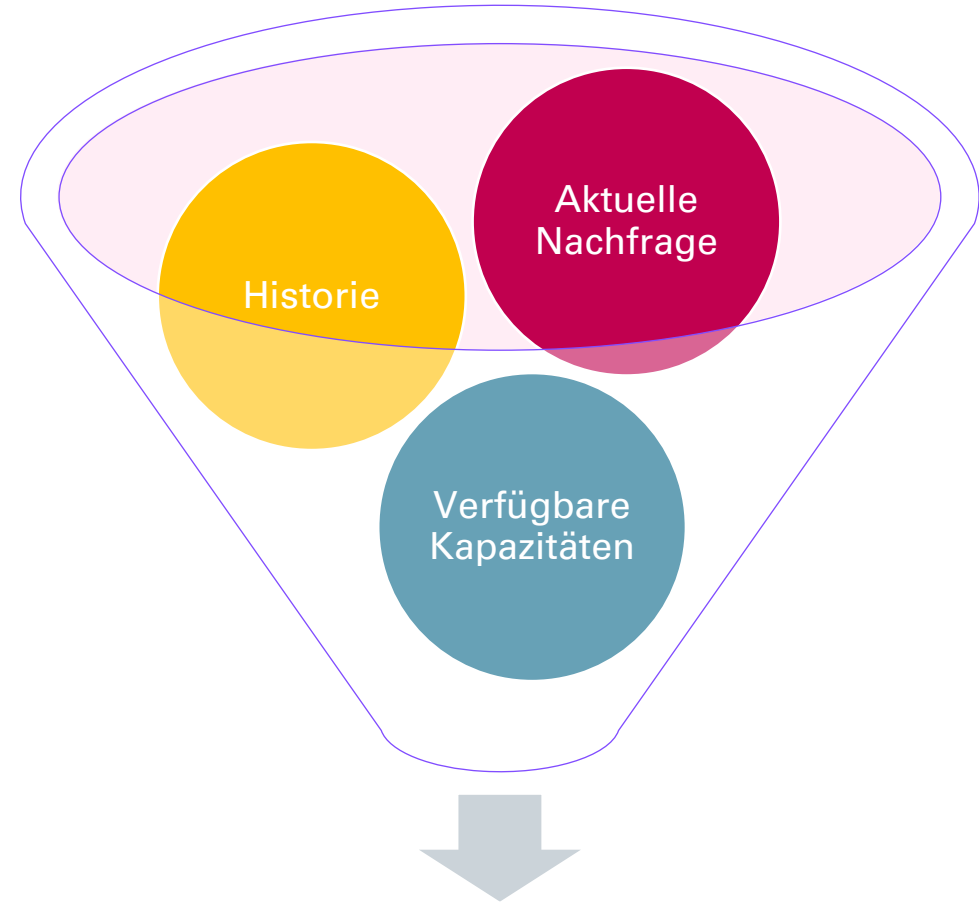 Aktuelle
Nachfrage
Historie
Verfügbare
Kapazitäten